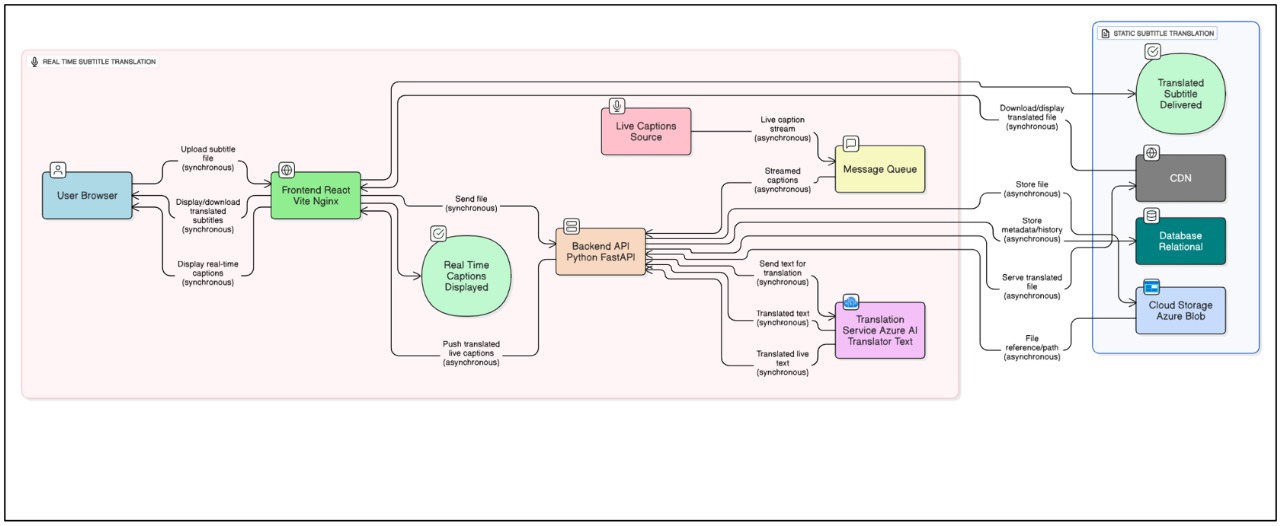 REAL TIME SUBTITLE TRANSLATION
STATIC SUBTITLE TRANSLATION
Translated
Subtitle
Delivered
Download/display
translated file
(synchronous)
Live Captions
Source
Live caption
stream
(asynchronous)
Message Queue
Streamed
captions
(asynchronous)
CDN
User Browser
Upload subtitle
file
(synchronous)
Frontend React
Vite Nginx
Display/download
translated
subtitles
(synchronous)
Display real-time
captions
(synchronous)
Send file
(synchronous)
Real Time
Captions
Displayed
Push translated
live captions
(asynchronous)
Backend API
Python FastAPI
Send text for
translation
(synchronous)
Translated text
(synchronous)
Translated live
text
(synchronous)
Translation
Service Azure AI
Translator Text
Store file
(asynchronous)
Store
metadata/history
(asynchronous)
Serve translated
file
(asynchronous)
File
reference/path
(asynchronous)
Database
Relational
Cloud Storage
Azure Blob